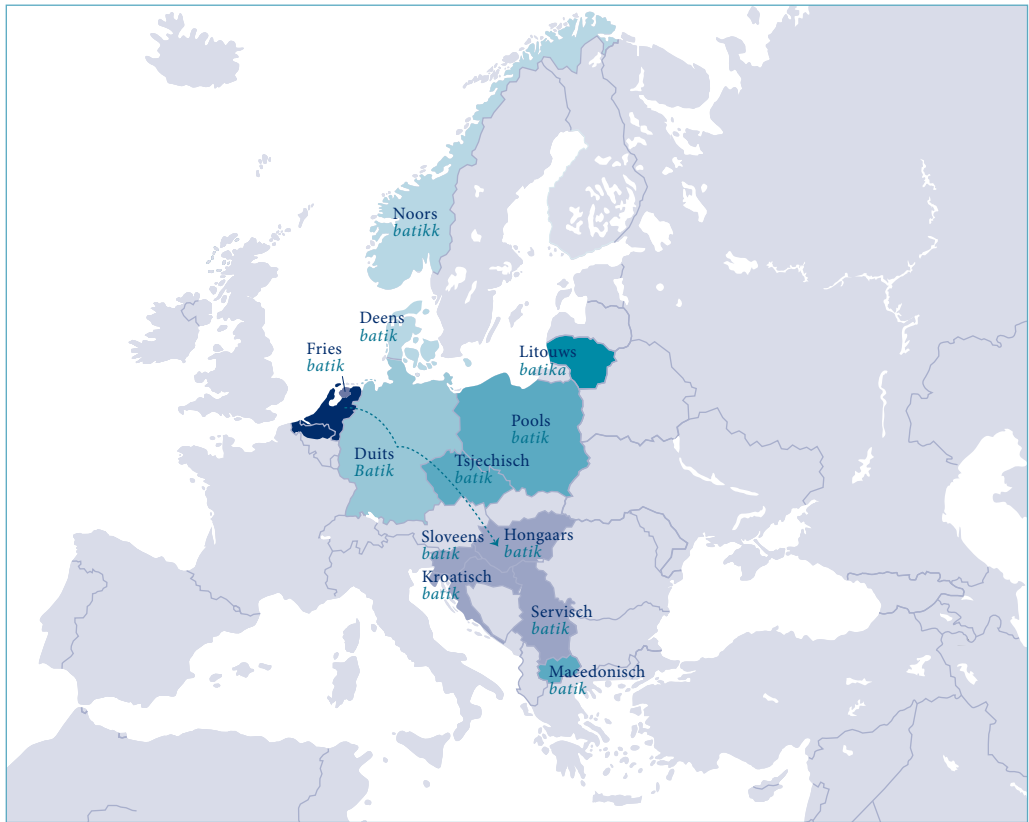 Noors
batikk
Deens
batik
Fries
batik
Litouws
batika
Pools
batik
Duits
Batik
Tsjechisch
batik
Sloveens
batik
Hongaars
batik
Kroatisch
batik
Servisch
batik
Macedonisch
batik